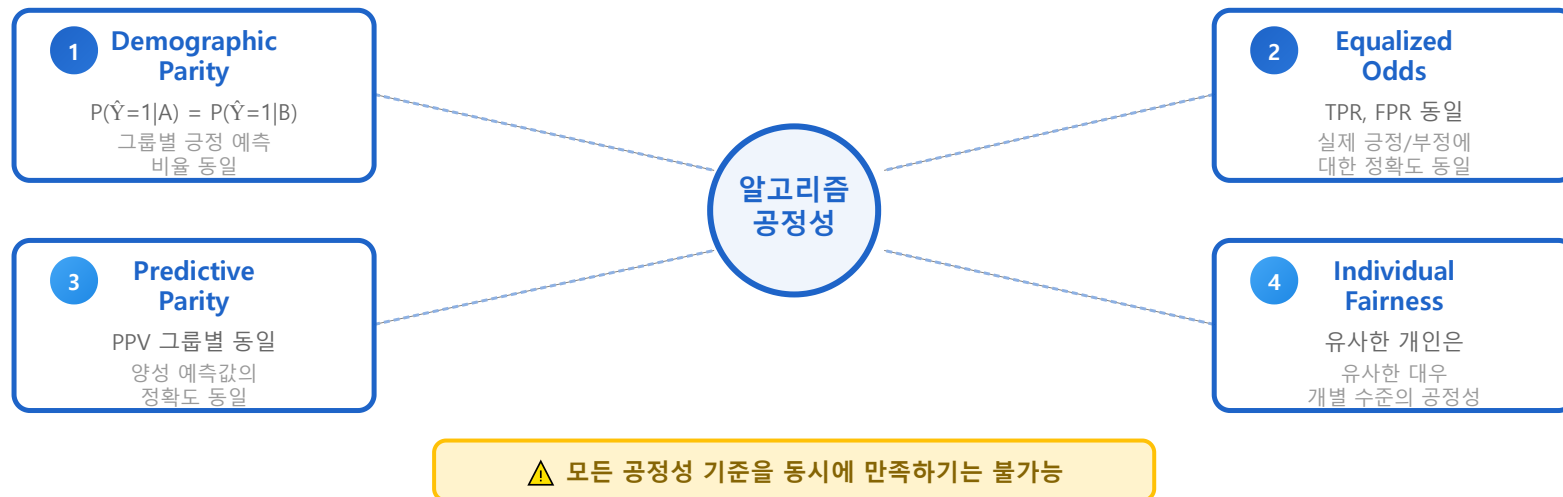 1
Demographic
Parity
P(Ŷ=1|A) = P(Ŷ=1|B)
그룹별 긍정 예측
비율 동일
2
Equalized
Odds
TPR, FPR 동일
실제 긍정/부정에
대한 정확도 동일
알고리즘
공정성
3
Predictive
Parity
PPV 그룹별 동일
양성 예측값의
정확도 동일
4
Individual
Fairness
유사한 개인은
유사한 대우
개별 수준의 공정성
⚠ 모든 공정성 기준을 동시에 만족하기는 불가능